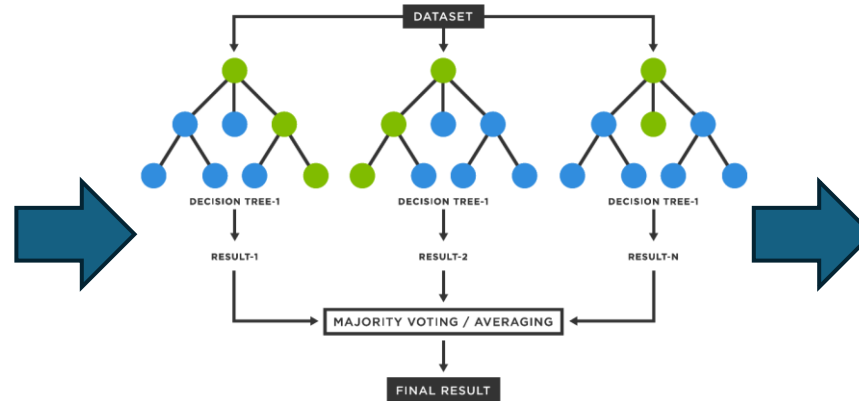 DATASET
DECISION TREE-1
DECISION TREE-1
DECISION TREE-1
RESULT-1
RESULT-2
RESULT-N
MAJORITY VOTING / AVERAGING
FINAL RESULT